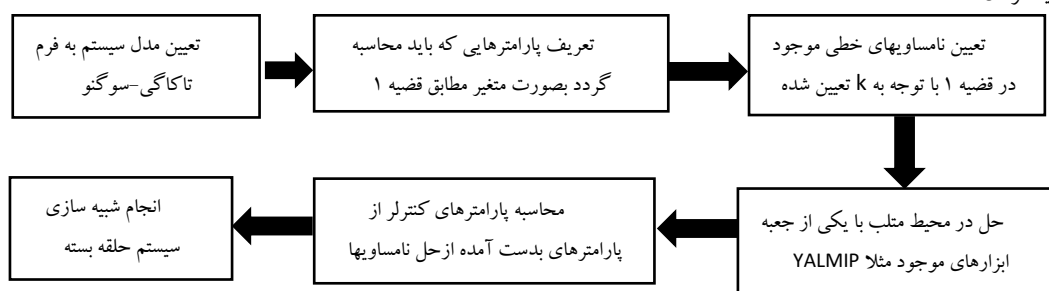 تعیین مدل سیستم به فرم
تاکاگی-سوگنو
تعریف پارامترهایی که باید محاسبه
گردد بصورت متغیر مطابق قضیه ۱
تعیین نامساویهای خطی موجود
در قضیه ۱ با توجه به k تعیین شده
حل در محیط متلب با یکی از جعبه
ابزارهای موجود مثلا YALMIP
محاسبه پارامترهای کنترلر از
پارامترهای بدست آمده ازحل نامساویها
انجام شبیه سازی
سیستم حلقه بسته